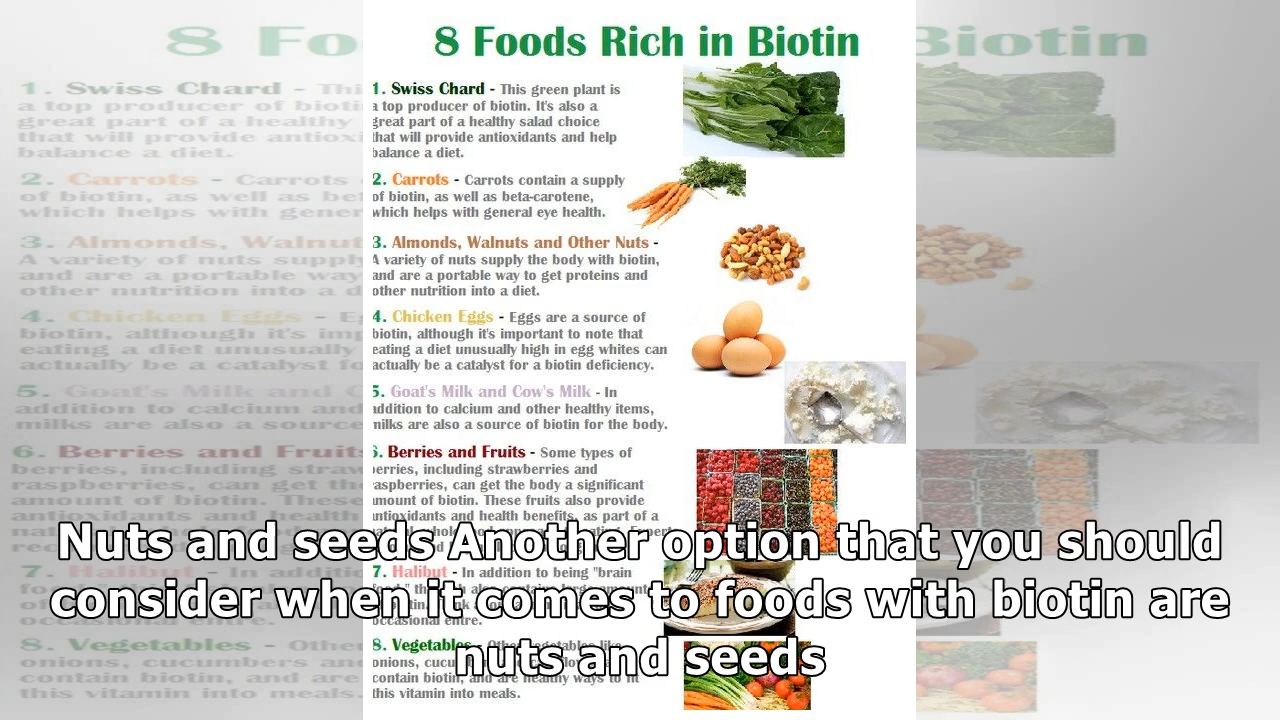 8 Foods Rich in Biotin
1. Swiss Chard - This green plant is
a top producer of biotin. It's also a
great part of a healthy salad choice
that will provide antioxidants and help
balance a diet.
2. Carrots - Carrots contain a supply
of biotin, as well as beta-carotene,
which helps with general eye health.
3. Almonds, Walnuts and Other Nuts -
A variety of nuts supply the body with biotin,
and are a portable way to get proteins and
other nutrition into a diet.
4. Chicken Eggs - Eggs are a source of
biotin, although it's important to note that
eating a diet unusually high in egg whites can
actually be a catalyst for a biotin deficiency.
5. Goat's Milk and Cow's Milk - In
addition to calcium and other healthy items,
milks are also a source of biotin for the body.
6. Berries and Fruits - Some types of
berries, including strawberries and
raspberries, can get the body a significant
amount of biotin. These fruits also provide
antioxidants and health benefits, as part of a
Nuts and seeds Another option that you should
7. Halibut - In addition to being "brain
consider when it comes to foods with biotin are
occasional entre.
8. Vegetables - Other vegetables like
onions,
nuts and seeds
contain biotin, and are healthy ways to fit
this vitamin into meals.